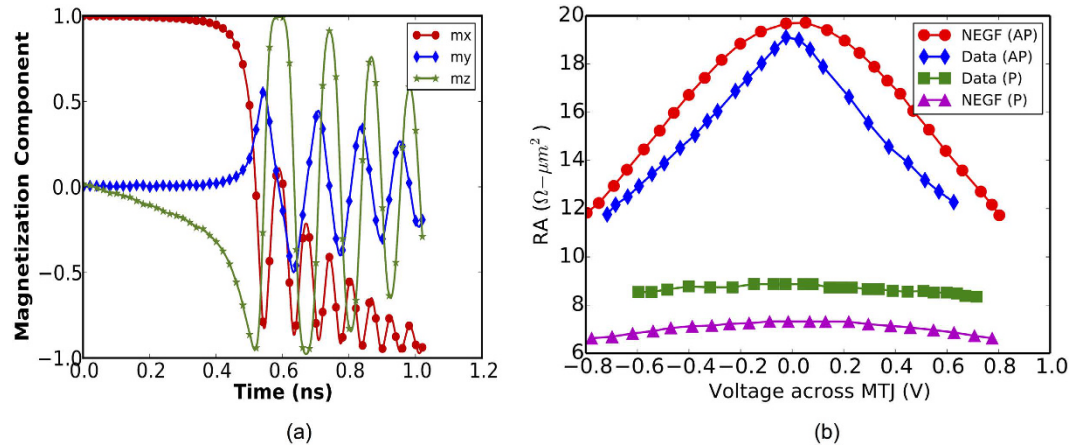 1.0
0.5
0.0
−0.5
−1.0
Magnetization Component
mx
my
mz
0.0 0.2 0.4 0.6 0.8 1.0 1.2
Time (ns)
(a)
20
18
16
14
12
10
8
6
RA (Ω−μm²)
NEGF (AP)
Data (AP)
Data (P)
NEGF (P)
−0.8 −0.6 −0.4 −0.2 0.0 0.2 0.4 0.6 0.8 1.0
Voltage across MTJ (V)
(b)